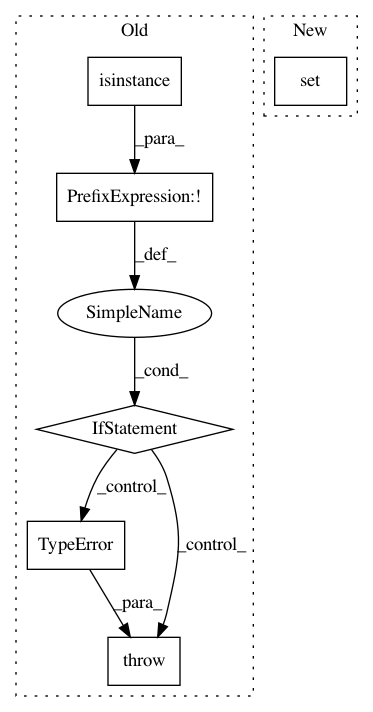 Old
New
isinstance
set
_para_
PrefixExpression:!
_def_
SimpleName
_cond_
IfStatement
_control_
_control_
TypeError
_para_
throw